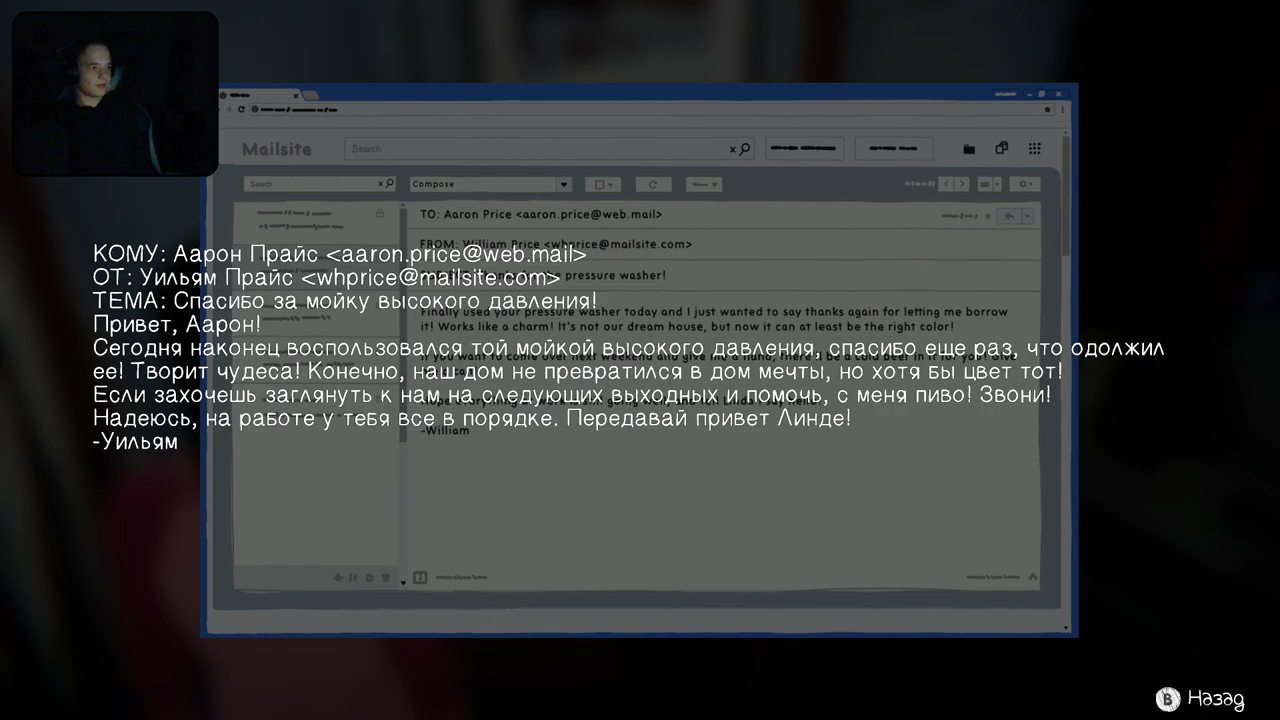 Mailsite
Search
x
Search
x
Compose
TO: Aaron Price <aaron.price@web.mail>
FROM: William Price <whprice@mailsite.com>
КОМУ: Аарон Прайс <aaron.price@web.mail>
ОТ: Уильям Прайс <whprice@mailsite.com>
pressure washer!
ТЕМА: Спасибо за мойку высокого давления!
Finally used your pressure washer today and I just wanted to say thanks again for letting me borrow
it! Works like a charm! It's not our dream house, but now it can at least be the right color!
Привет, Аарон!
Сегодня наконец воспользовался той мойкой высокого давления, спасибо еще раз, что одолжил
ее! Творит чудеса! Конечно, наш дом не превратился в дом мечты, но хотя бы цвет тот!
Если захочешь заглянуть к нам на следующих выходных и помочь, с меня пиво! Звони!
Надеюсь, на работе у тебя все в порядке. Передавай привет Линде!
-William
-Уильям
B Назад